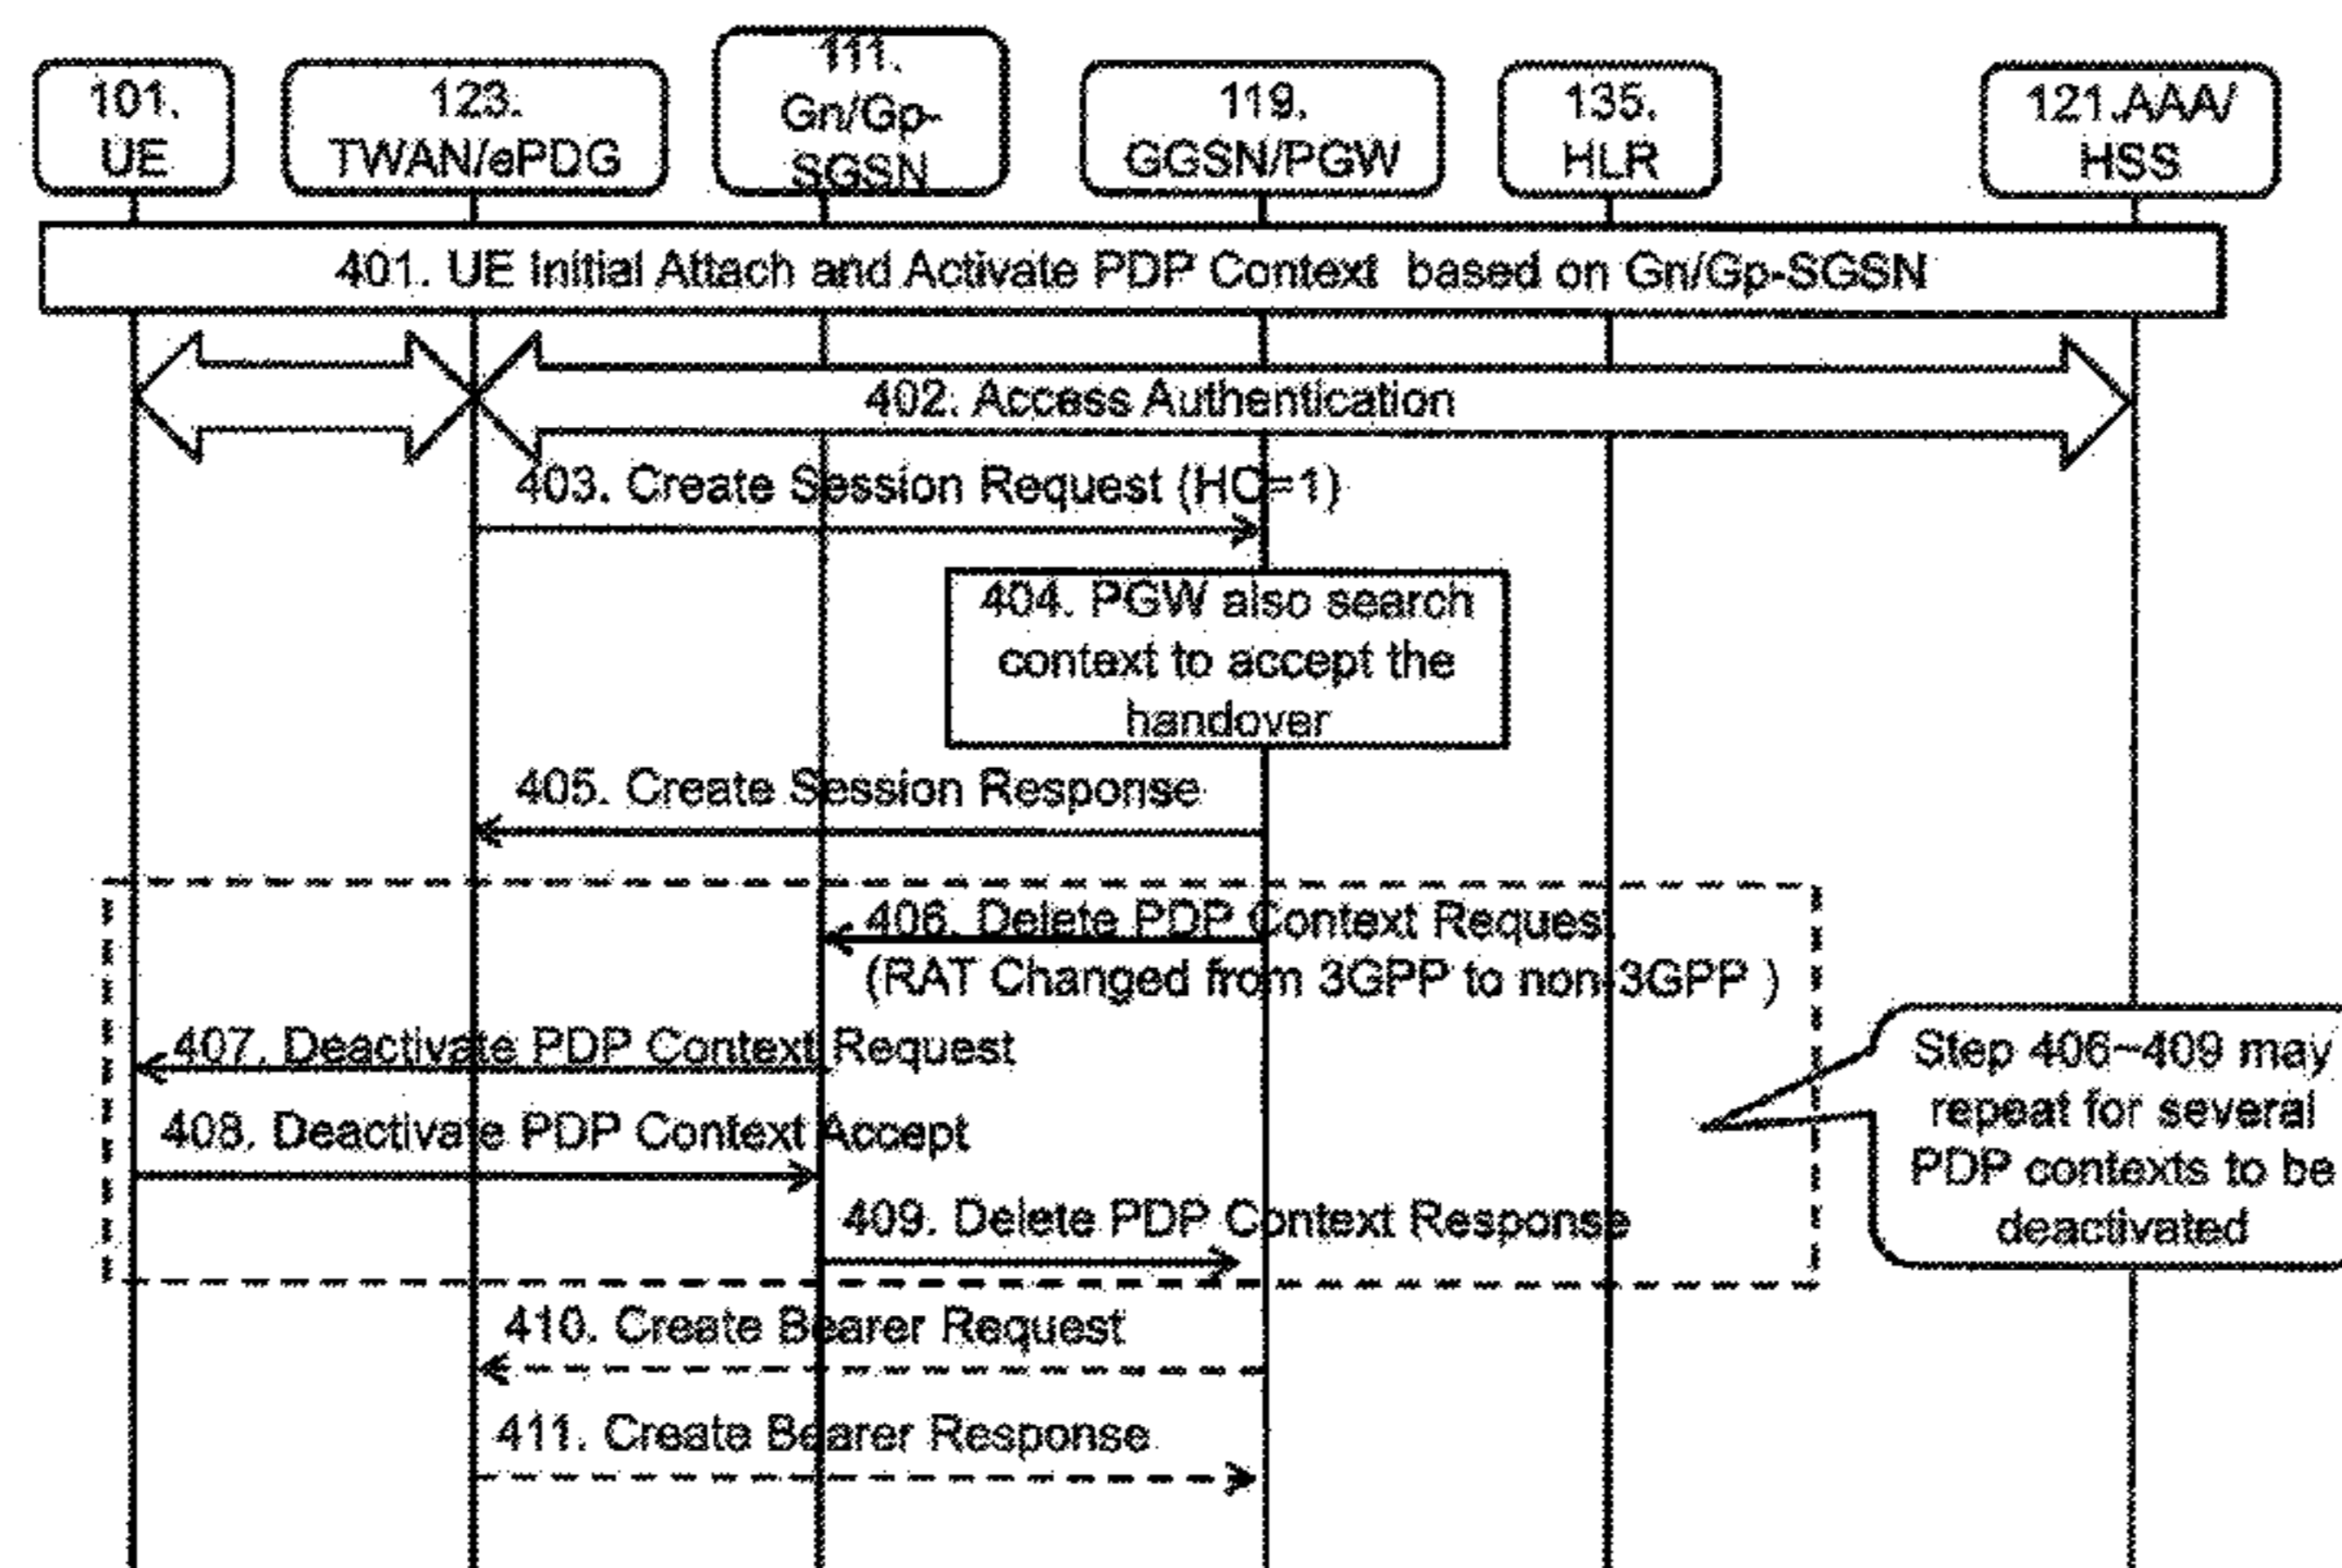 101.
UE
123.
TWAN/ePDG
111.
Gn/Gp-
SGSN
119.
GGSN/PGW
135.
HLR
121.AAA/
HSS
401. UE Initial Attach and Activate PDP Context based on Gn/Gp-SGSN
402. Access Authentication
403. Create Session Request (HO=1)
404. PGW also search
context to accept the
handover
405. Create Session Response
406. Delete PDP Context Reques
(RAT Changed from 3GPP to non-3GPP )
407. Deactivate PDP Context Request
408. Deactivate PDP Context Accept
409. Delete PDP Context Response
Step 406~409 may
repeat for several
PDP contexts to be
deactivated
410. Create Bearer Request
411. Create Bearer Response